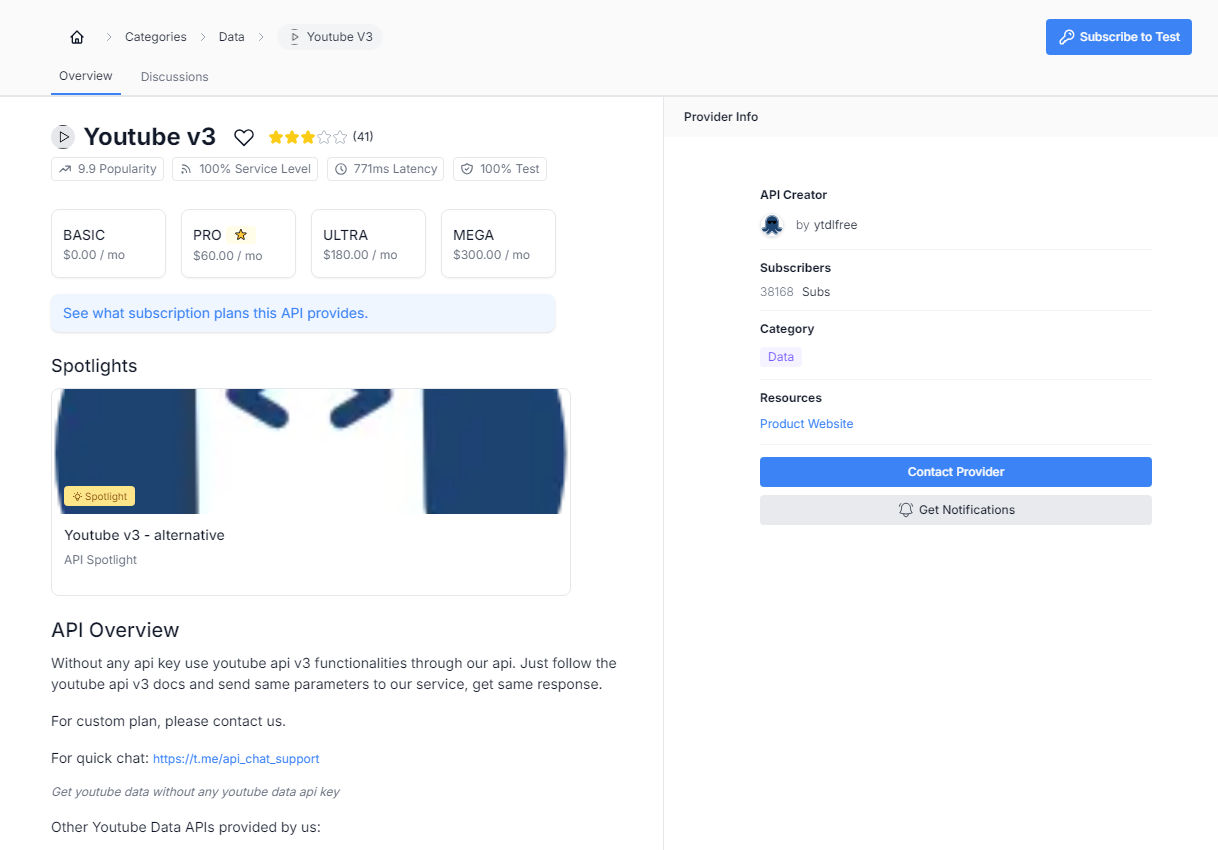 Categories
Data
Youtube V3
Subscribe to Test
Overview
Discussions
Youtube v3
(41)
9.9 Popularity
100% Service Level
771ms Latency
100% Test
BASIC
$0.00 / mo
PRO
$60.00 / mo
ULTRA
$180.00 / mo
MEGA
$300.00 / mo
See what subscription plans this API provides.
Spotlights
Spotlight
Youtube v3 - alternative
API Spotlight
API Overview
Without any api key use youtube api v3 functionalities through our api. Just follow the
youtube api v3 docs and send same parameters to our service, get same response.
For custom plan, please contact us.
For quick chat: https://t.me/api_chat_support
Get youtube data without any youtube data api key
Other Youtube Data APIs provided by us:
Provider Info
API Creator
by ytdlfree
Subscribers
38168 Subs
Category
Data
Resources
Product Website
Contact Provider
Get Notifications